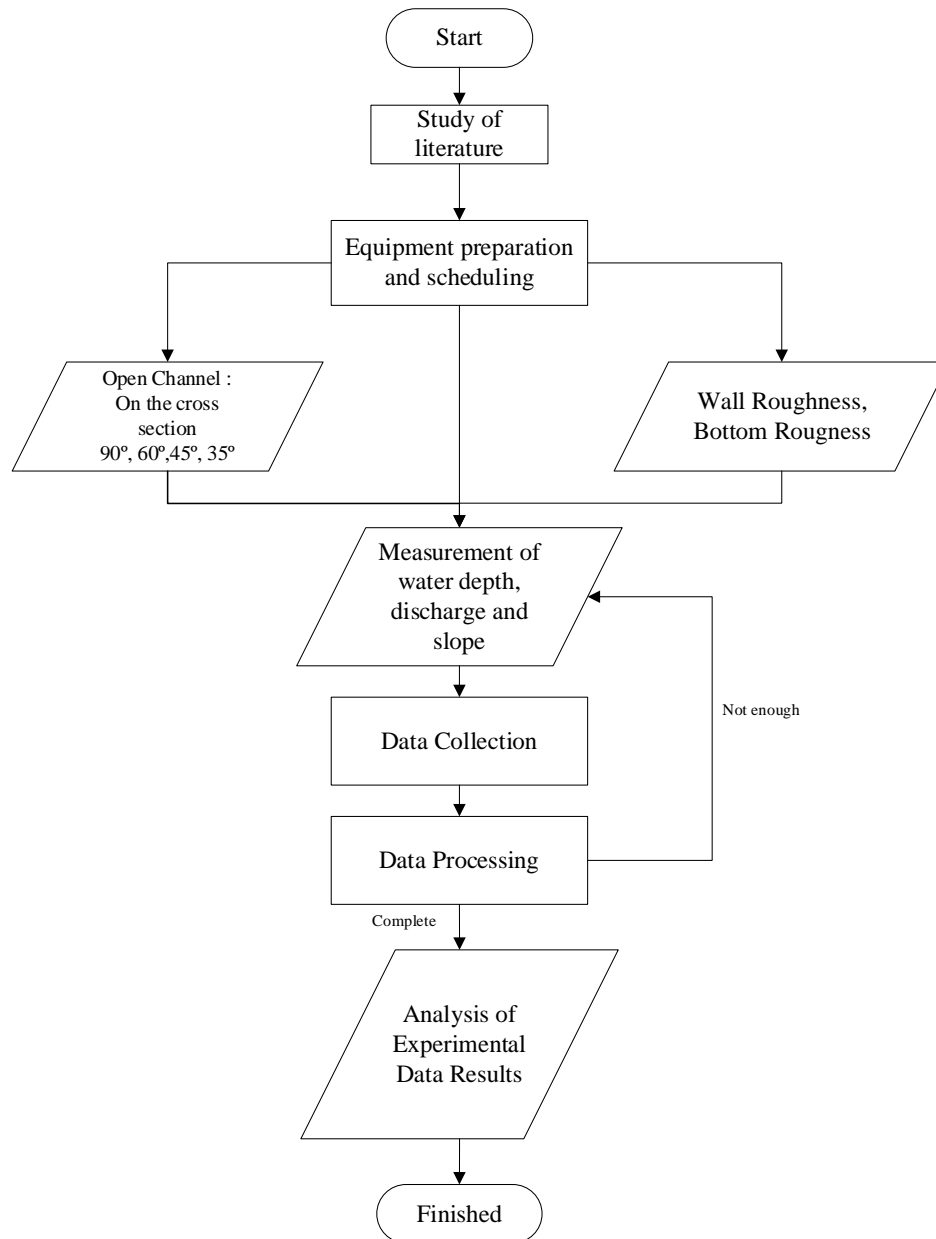 Start
Study of
literature
Equipment preparation
and scheduling
Open Channel :
On the cross
section
90º, 60º,45º, 35º
Wall Roughness,
Bottom Rougness
Measurement of
water depth,
discharge and
slope
Not enough
Data Collection
Data Processing
Complete
Analysis of
Experimental
Data Results
Finished